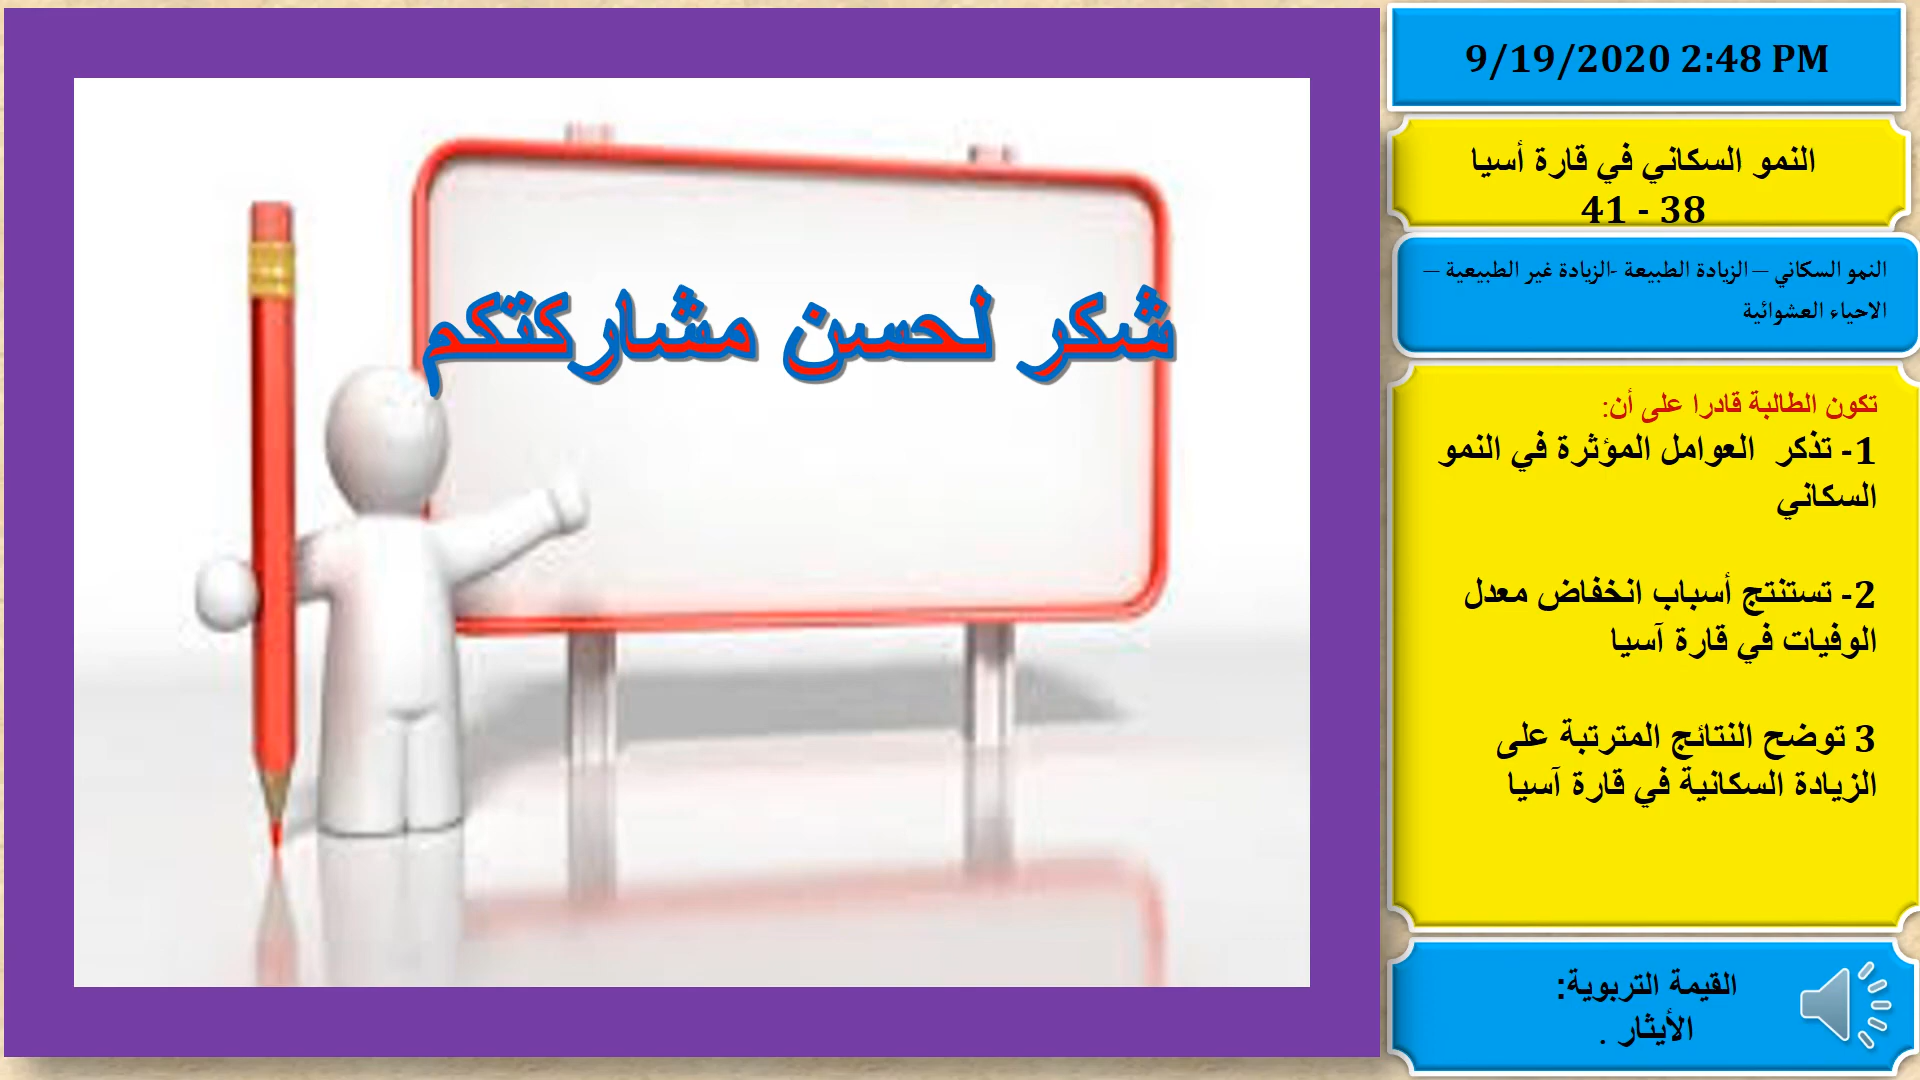 9/19/2020 2:48 PM
النمو السكاني في قارة أسيا
38 - 41
النمو السكاني – الزيادة الطبيعة -الزيادة غير الطبيعية –
الاحياء العشوائية
شكر لحسن مشاركتكم
تكون الطالبة قادرا على أن:
1- تذكر العوامل المؤثرة في النمو
السكاني
2- تستنتج أسباب انخفاض معدل
الوفيات في قارة آسيا
3 توضح النتائج المترتبة على
الزيادة السكانية في قارة آسيا
القيمة التربوية:
الأيثار .